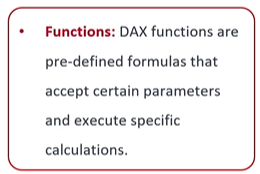 • Functions: DAX functions are
pre-defined formulas that
accept certain parameters
and execute specific
calculations.